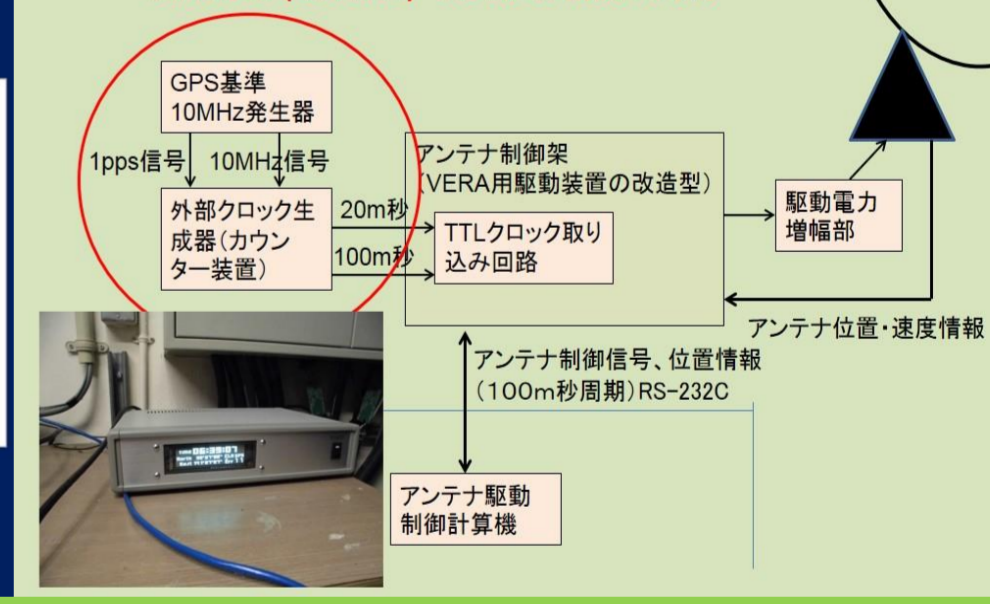 GPS基準
10MHz発生器
1pps信号
10MHz信号
外部クロック生
成器(カウン
ター装置)
20m秒
100m秒
アンテナ制御架
(VERA用駆動装置の改造型)
TTLクロック取り
込み回路
駆動電力
増幅部
アンテナ位置・速度情報
アンテナ制御信号、位置情報
(100m秒周期)RS-232C
アンテナ駆動
制御計算機
06:39:07